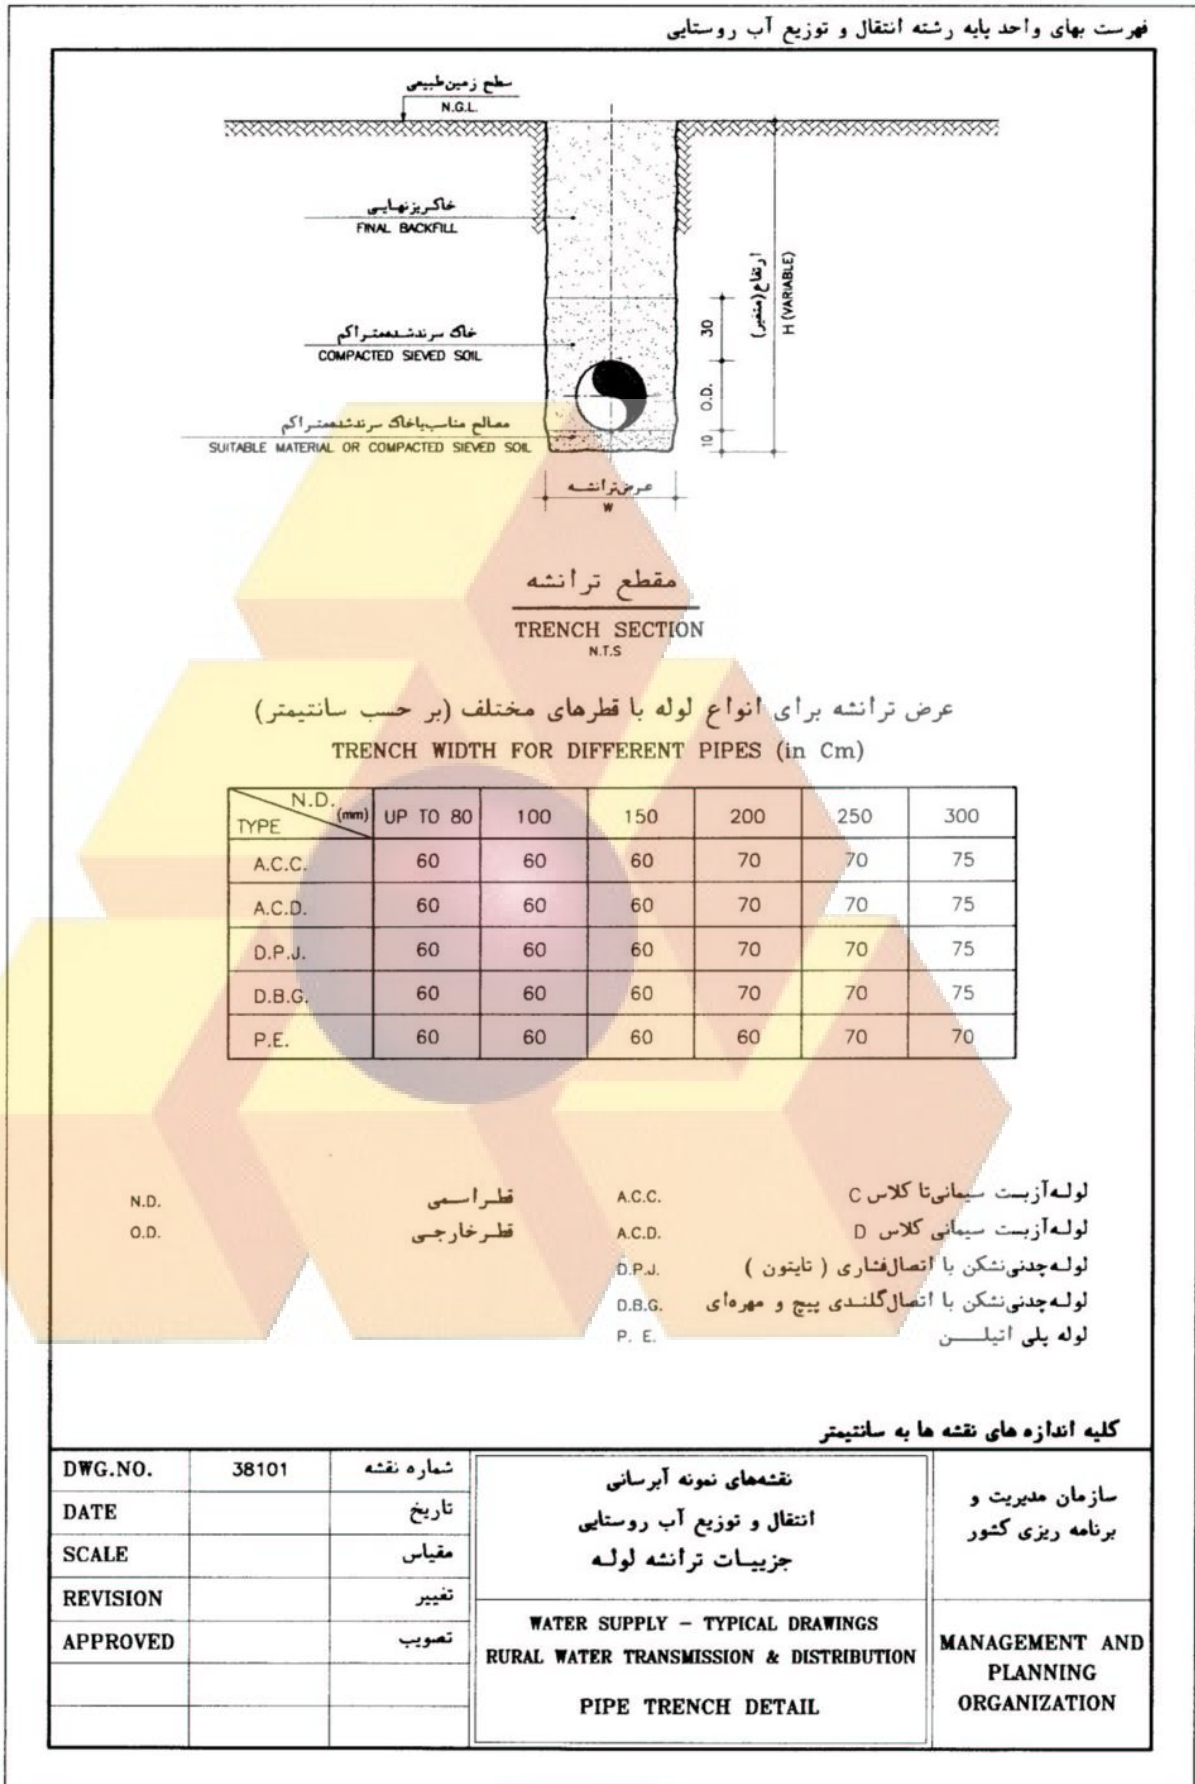 فهرست بهای واحد پایه رشته انتقال و توزیع آب روستایی
سطح زمین طبیعی
N.G.L.
خاکریز نهایی
FINAL BACKFILL
خاک سرند شده متراکم
COMPACTED SIEVED SOIL
مصالح مناسب یا خاک سرند شده متراکم
SUITABLE MATERIAL OR COMPACTED SIEVED SOIL
30
O.D.
10
ارتفاع (متغیر)
H (VARIABLE)
عرض ترانشه
W
مقطع ترانشه
TRENCH SECTION
N.T.S
عرض ترانشه برای انواع لوله با قطرهای مختلف (بر حسب سانتیمتر)
TRENCH WIDTH FOR DIFFERENT PIPES (in Cm)
TYPE N.D. (mm) UP TO 80 100 150 200 250 300
A.C.C. 60 60 60 70 70 75
A.C.D. 60 60 60 70 70 75
D.P.J. 60 60 60 70 70 75
D.B.G. 60 60 60 70 70 75
P.E. 60 60 60 60 70 70
لوله آزبست سیمانی تا کلاس C A.C.C.
لوله آزبست سیمانی کلاس D A.C.D.
لوله چدنی نشکن با اتصال فشاری ( تایتون ) D.P.J.
لوله چدنی نشکن با اتصال گلندی پیچ و مهره‌ای D.B.G.
لوله پلی اتیلن P. E.
قطر اسمی N.D.
قطر خارجی O.D.
کلیه اندازه های نقشه ها به سانتیمتر
DWG.NO. 38101 شماره نقشه
DATE تاریخ
SCALE مقیاس
REVISION تغییر
APPROVED تصویب
نقشه‌های نمونه آبرسانی
انتقال و توزیع آب روستایی
جزییات ترانشه لوله
WATER SUPPLY – TYPICAL DRAWINGS
RURAL WATER TRANSMISSION & DISTRIBUTION
PIPE TRENCH DETAIL
سازمان مدیریت و
برنامه ریزی کشور
MANAGEMENT AND
PLANNING
ORGANIZATION